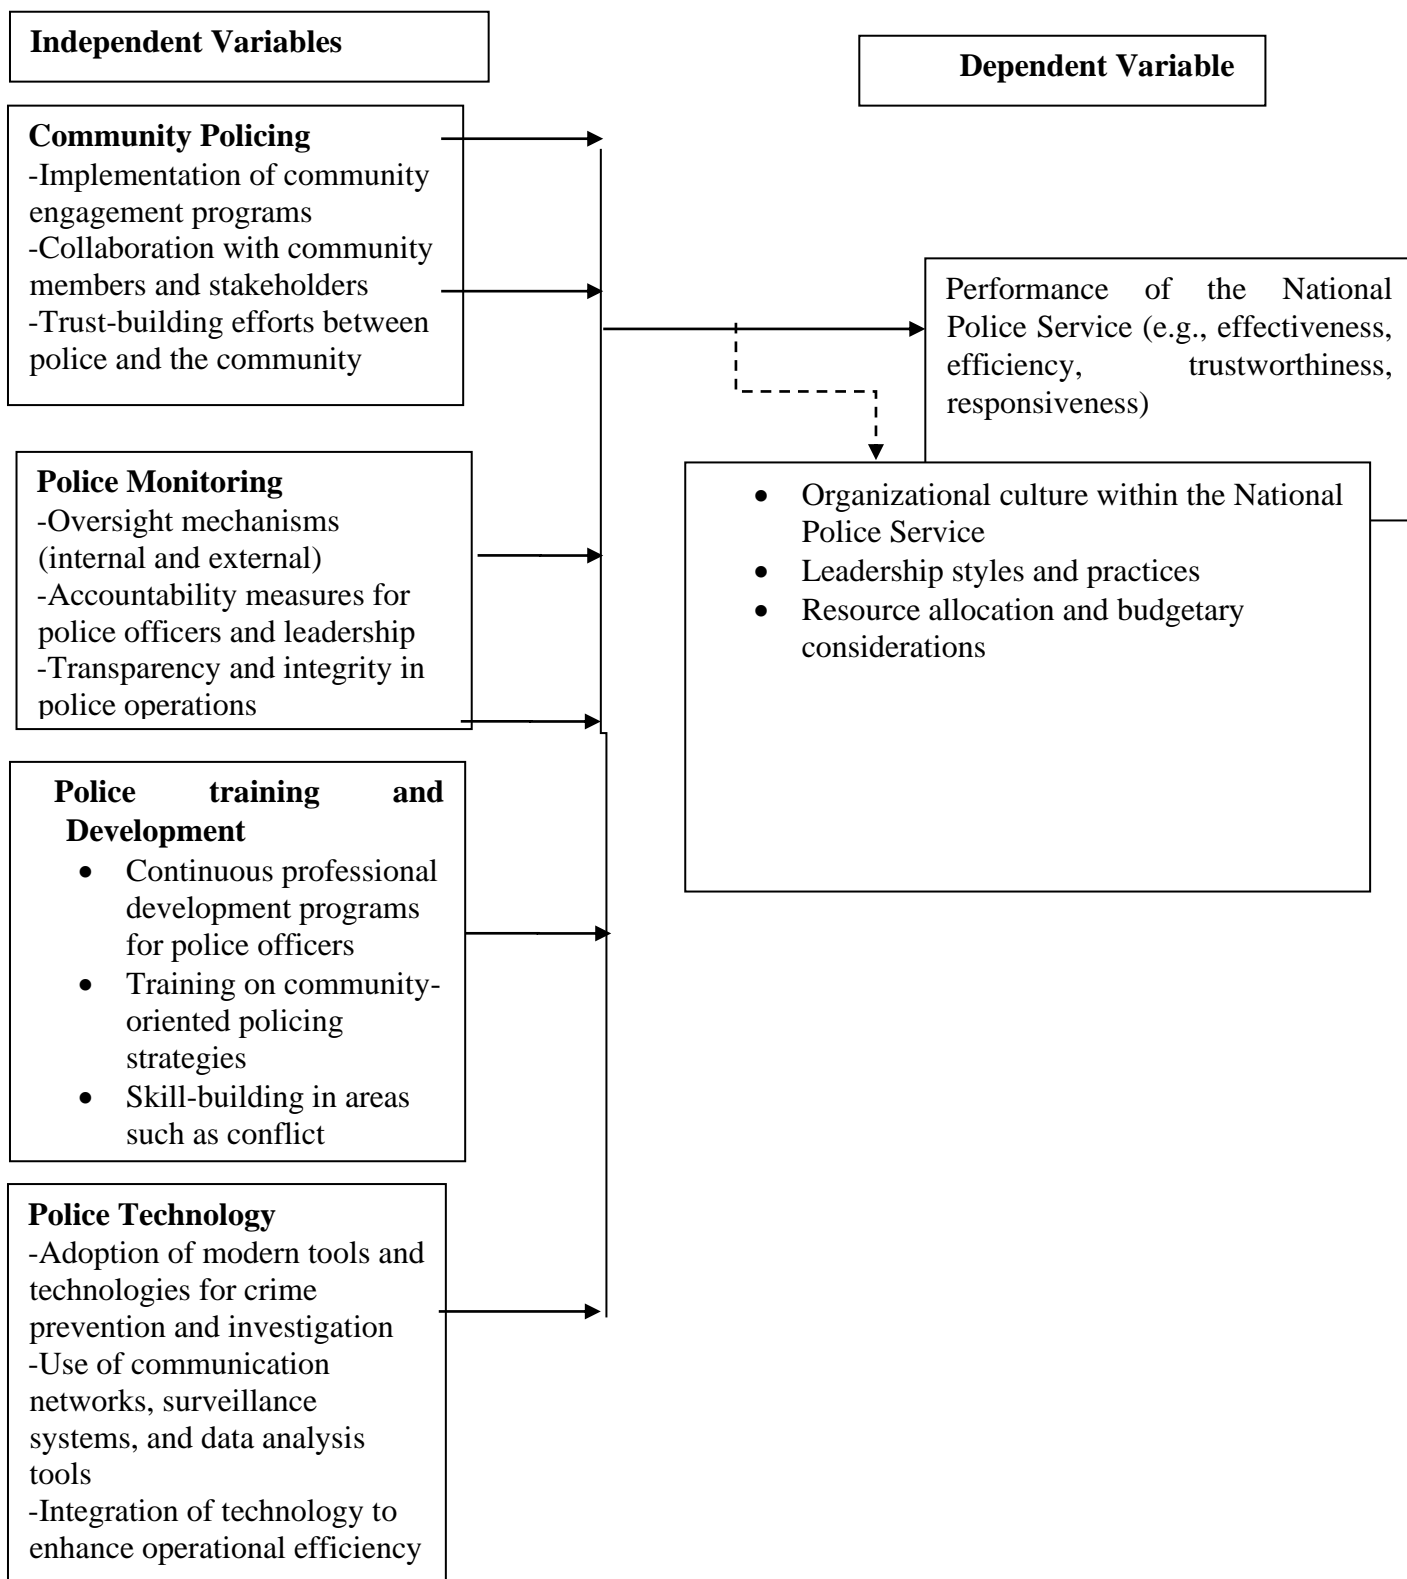 Independent Variables
Dependent Variable
Community Policing
-Implementation of community
engagement programs
-Collaboration with community
members and stakeholders
-Trust-building efforts between
police and the community
Performance of the National
Police Service (e.g., effectiveness,
efficiency, trustworthiness,
responsiveness)
Police Monitoring
-Oversight mechanisms
(internal and external)
-Accountability measures for
police officers and leadership
-Transparency and integrity in
police operations
• Organizational culture within the National
Police Service
• Leadership styles and practices
• Resource allocation and budgetary
considerations
Police training and
Development
• Continuous professional
development programs
for police officers
• Training on community-
oriented policing
strategies
• Skill-building in areas
such as conflict
Police Technology
-Adoption of modern tools and
technologies for crime
prevention and investigation
-Use of communication
networks, surveillance
systems, and data analysis
tools
-Integration of technology to
enhance operational efficiency